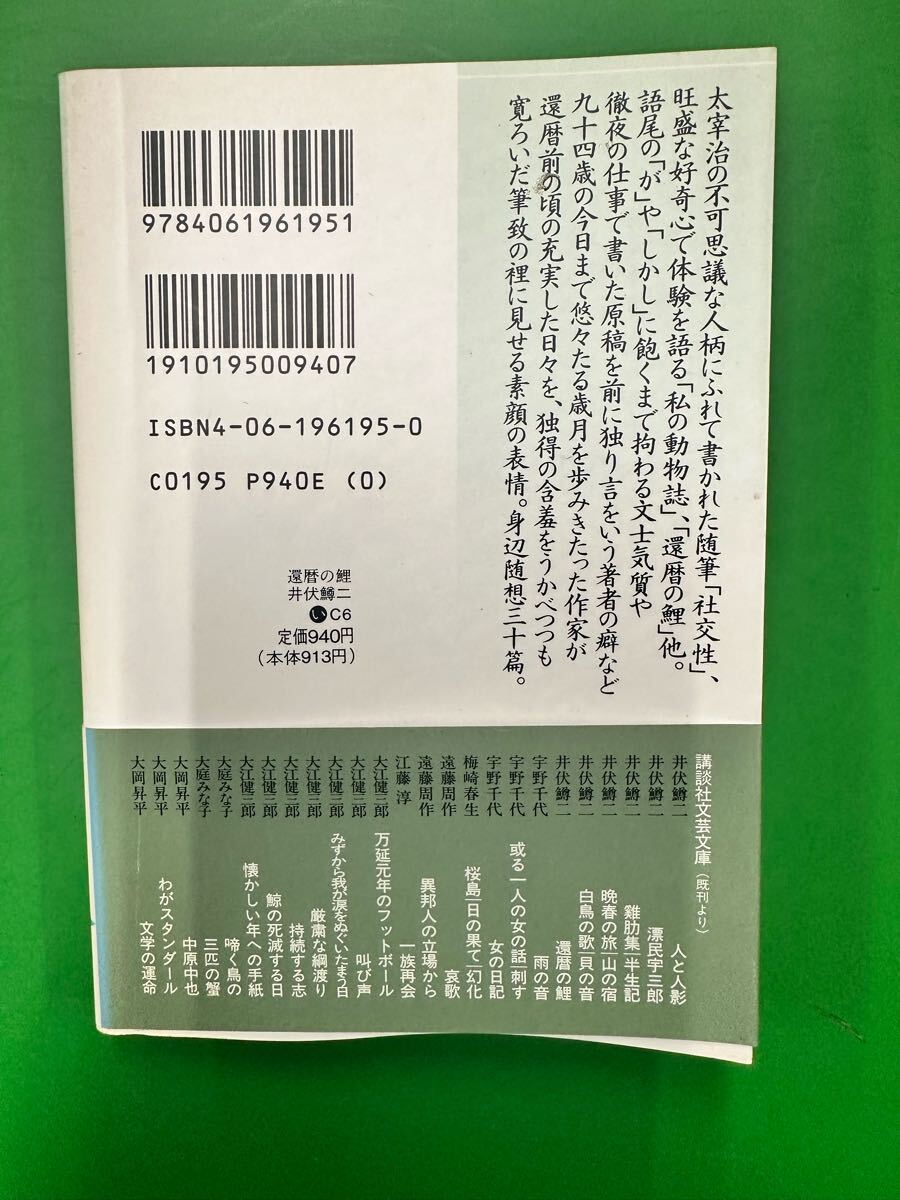 太宰治の不可思議な人柄にふれて書かれた随筆「社交性」、
旺盛な好奇心で体験を語る「私の動物誌」、「還暦の鯉」他。
語尾の「が」や「しかし」に飽くまで拘わる文士気質や
徹夜の仕事で書いた原稿を前に独り言をいう著者の癖など
九十四歳の今日まで悠々たる歳月を歩みきたった作家が
還暦前の頃の充実した日々を、独得の含羞をうかべつつも
寛ろいだ筆致の裡に見せる素顔の表情。身辺随想三十篇。
9784061961951
1910195009407
ISBN4-06-196195-0
C0195 P940E (0)
還暦の鯉
井伏鱒二
いC6
定価940円
(本体913円)
講談社文芸文庫(既刊より)
井伏鱒二 人と人影
井伏鱒二 漂民宇三郎
井伏鱒二 雞肋集|半生記
井伏鱒二 晩春の旅|山の宿
井伏鱒二 白鳥の歌|貝の音
井伏鱒二 還暦の鯉
宇野千代 雨の音
宇野千代 或る一人の女の話|刺す
宇野千代 女の日記
梅崎春生 桜島|日の果て|幻化
遠藤周作 哀歌
遠藤周作 異邦人の立場から
江藤淳 一族再会
大江健三郎 万延元年のフットボール
大江健三郎 叫び声
大江健三郎 みずから我が涙をぬぐいたまう日
大江健三郎 厳粛な綱渡り
大江健三郎 持続する志
大江健三郎 鯨の死滅する日
大江健三郎 懐かしい年への手紙
大庭みな子 啼く鳥の
大庭みな子 三匹の蟹
大岡昇平 中原中也
大岡昇平 わがスタンダール
大岡昇平 文学の運命